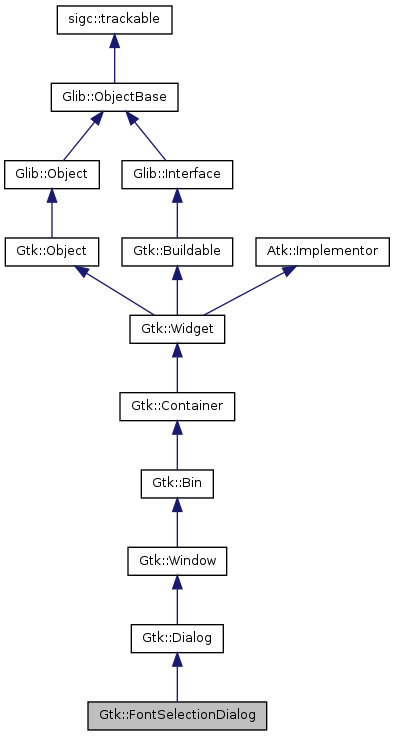 sigc::trackable
Glib::ObjectBase
Glib::Object
Glib::Interface
Gtk::Object
Gtk::Buildable
Atk::Implementor
Gtk::Widget
Gtk::Container
Gtk::Bin
Gtk::Window
Gtk::Dialog
Gtk::FontSelectionDialog